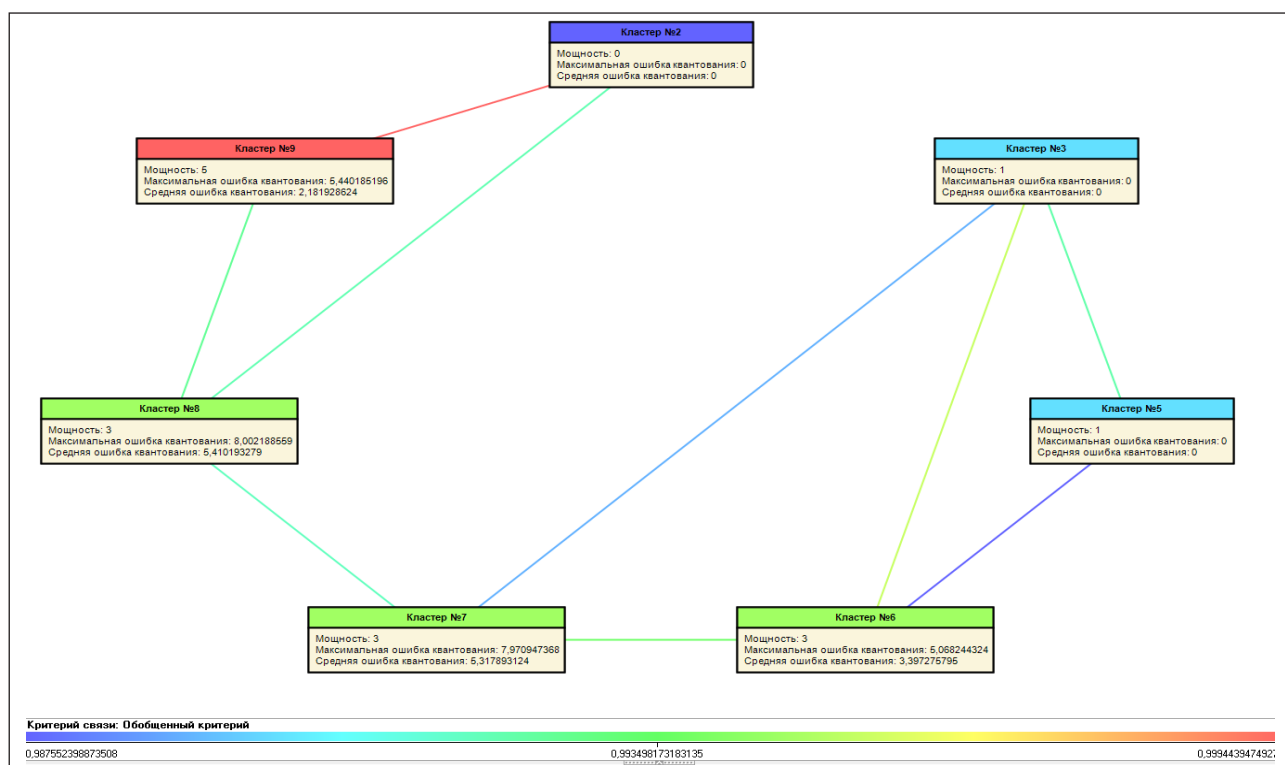 Кластер №2
Мощность: 0
Максимальная ошибка квантования: 0
Средняя ошибка квантования: 0
Кластер №9
Мощность: 5
Максимальная ошибка квантования: 5,440185196
Средняя ошибка квантования: 2,181928624
Кластер №3
Мощность: 1
Максимальная ошибка квантования: 0
Средняя ошибка квантования: 0
Кластер №8
Мощность: 3
Максимальная ошибка квантования: 8,002188559
Средняя ошибка квантования: 5,410193279
Кластер №5
Мощность: 1
Максимальная ошибка квантования: 0
Средняя ошибка квантования: 0
Кластер №7
Мощность: 3
Максимальная ошибка квантования: 7,970947368
Средняя ошибка квантования: 5,317893124
Кластер №6
Мощность: 3
Максимальная ошибка квантования: 5,068244324
Средняя ошибка квантования: 3,397275795
Критерий связи: Обобщенный критерий
0,987552398873508 0,993498173183135 0,999443947492